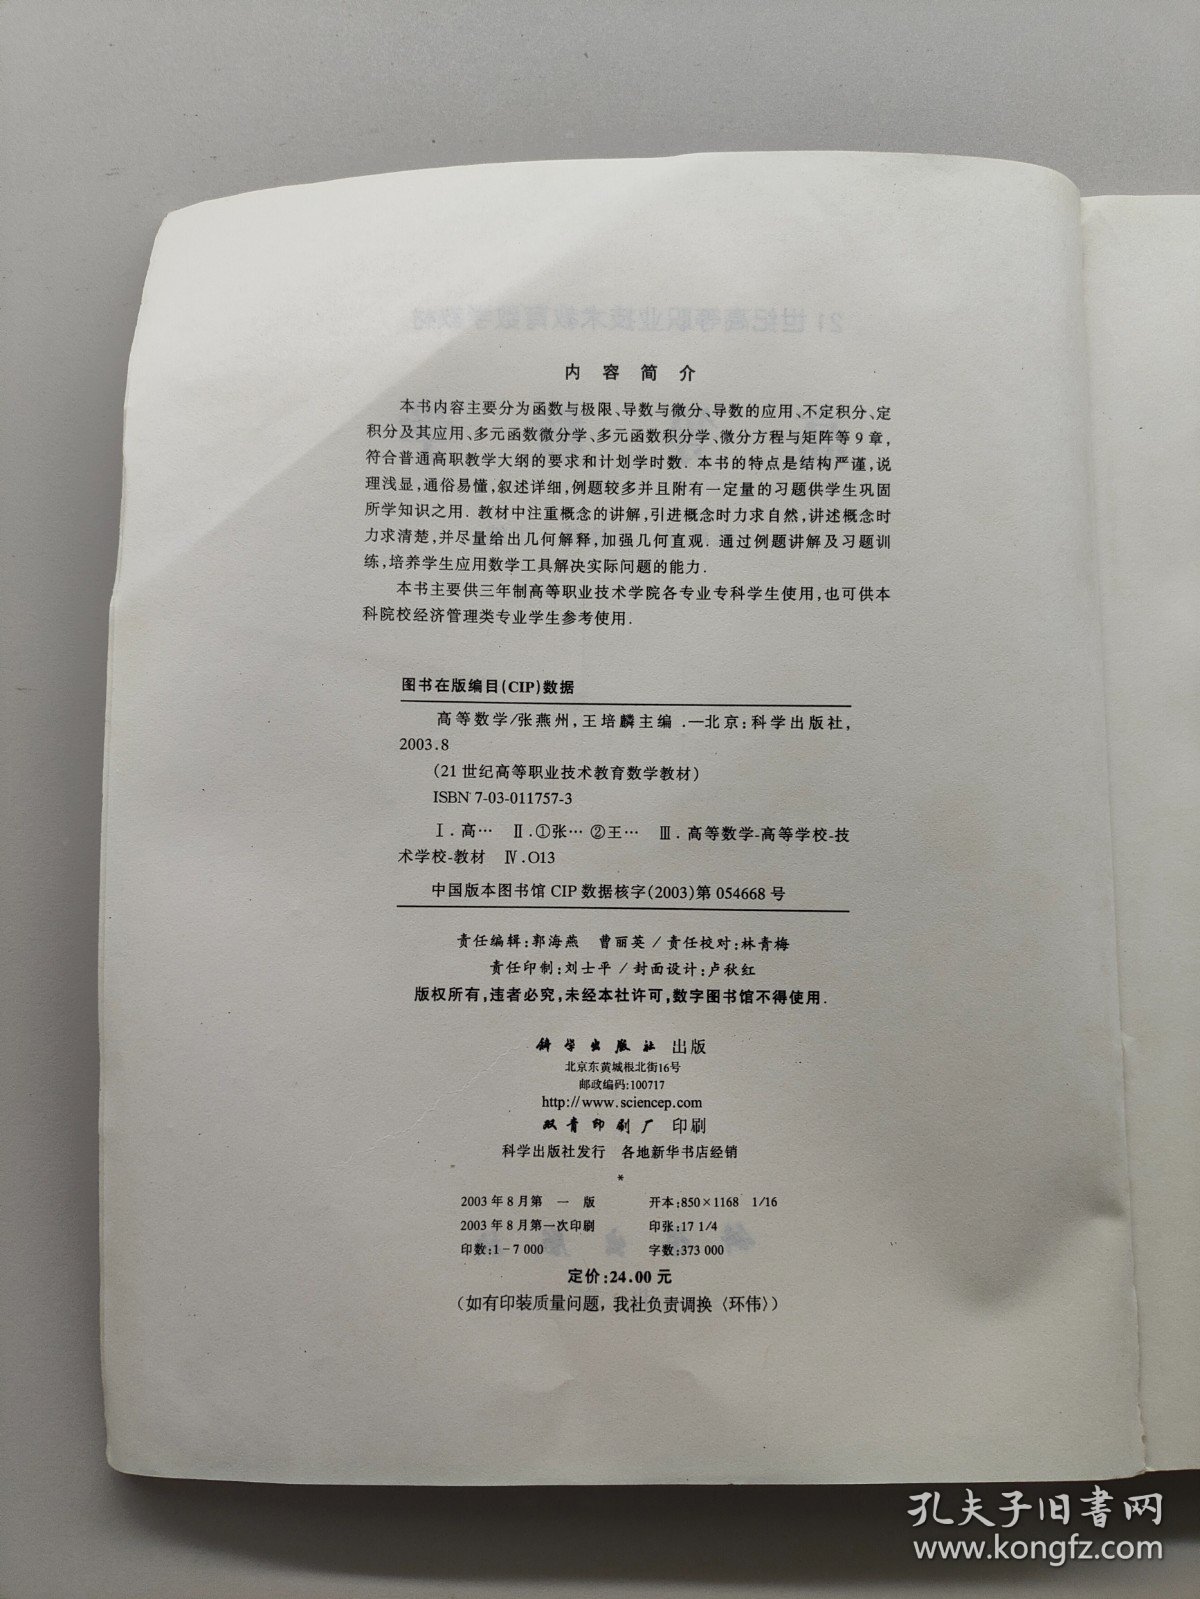 21世纪高等职业技术教育数学教材
内 容 简 介
本书内容主要分为函数与极限、导数与微分、导数的应用、不定积分、定
积分及其应用、多元函数微分学、多元函数积分学、微分方程与矩阵等 9 章,
符合普通高职教学大纲的要求和计划学时数. 本书的特点是结构严谨,说
理浅显,通俗易懂,叙述详细,例题较多并且附有一定量的习题供学生巩固
所学知识之用. 教材中注重概念的讲解,引进概念时力求自然,讲述概念时
力求清楚,并尽量给出几何解释,加强几何直观. 通过例题讲解及习题训
练,培养学生应用数学工具解决实际问题的能力.
本书主要供三年制高等职业技术学院各专业专科学生使用,也可供本
科院校经济管理类专业学生参考使用.
图书在版编目(CIP)数据
高等数学/张燕州,王培麟主编 .—北京:科学出版社,
2003.8
(21 世纪高等职业技术教育数学教材)
ISBN 7-03-011757-3
Ⅰ. 高… Ⅱ.①张… ②王… Ⅲ. 高等数学-高等学校-技
术学校-教材 Ⅳ.O13
中国版本图书馆 CIP 数据核字(2003)第 054668 号
责任编辑:郭海燕 曹丽英 / 责任校对:林青梅
责任印制:刘士平 / 封面设计:卢秋红
版权所有,违者必究,未经本社许可,数字图书馆不得使用.
科学出版社 出版
北京东黄城根北街16号
邮政编码:100717
http://www.sciencep.com
双青印刷厂 印刷
科学出版社发行 各地新华书店经销
*
2003 年 8 月第 一 版 开本:850×1168 1/16
2003 年 8 月第一次印刷 印张:17 1/4
印数:1-7 000 字数:373 000
定价:24.00 元
(如有印装质量问题,我社负责调换〈环伟〉)
孔夫子旧书网
www.kongfz.com